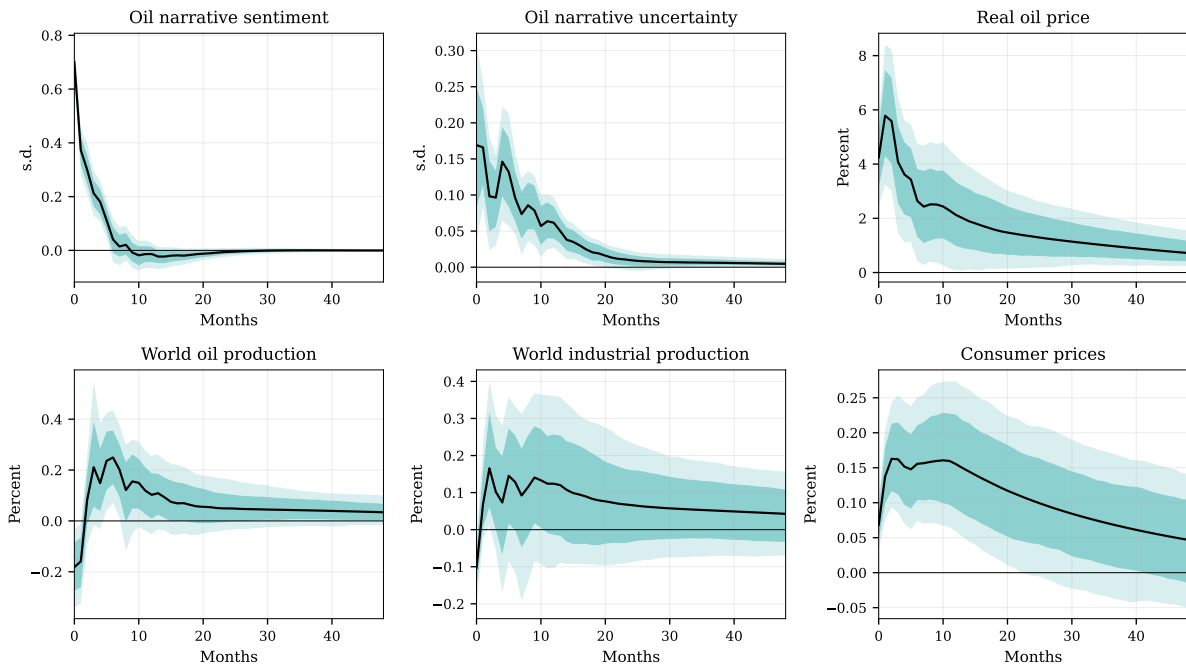 Oil narrative sentiment
0.8
0.6
0.4
0.2
0.0
s.d.
0 10 20 30 40
Months
Oil narrative uncertainty
0.30
0.25
0.20
0.15
0.10
0.05
0.00
s.d.
0 10 20 30 40
Months
Real oil price
8
6
4
2
0
Percent
0 10 20 30 40
Months
World oil production
0.4
0.2
0.0
−0.2
Percent
0 10 20 30 40
Months
World industrial production
0.4
0.3
0.2
0.1
0.0
−0.1
−0.2
Percent
0 10 20 30 40
Months
Consumer prices
0.25
0.20
0.15
0.10
0.05
0.00
−0.05
Percent
0 10 20 30 40
Months